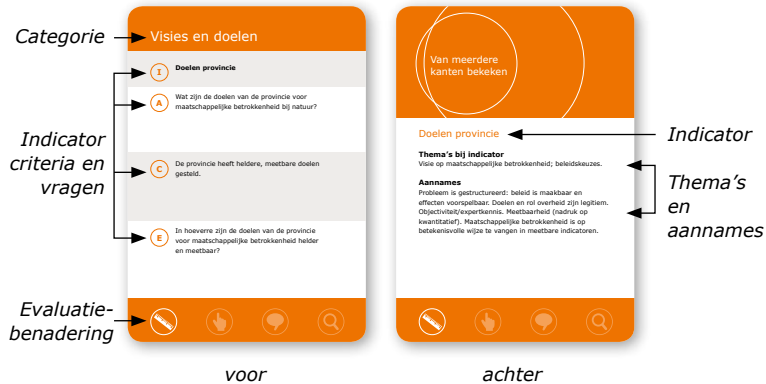 Categorie
Visies en doelen
I
Doelen provincie
A
Wat zijn de doelen van de provincie voor
maatschappelijke betrokkenheid bij natuur?
Indicator
criteria en
vragen
C
De provincie heeft heldere, meetbare doelen
gesteld.
E
In hoeverre zijn de doelen van de provincie
voor maatschappelijke betrokkenheid helder
en meetbaar?
Evaluatie-
benadering
voor
Van meerdere
kanten bekeken
Doelen provincie
Indicator
Thema's bij indicator
Visie op maatschappelijke betrokkenheid; beleidskeuzes.
Aannames
Probleem is gestructureerd: beleid is maakbaar en
effecten voorspelbaar. Doelen en rol overheid zijn legitiem.
Objectiviteit/expertkennis. Meetbaarheid (nadruk op
kwantitatief). Maatschappelijke betrokkenheid is op
betekenisvolle wijze te vangen in meetbare indicatoren.
Thema's
en
aannames
achter